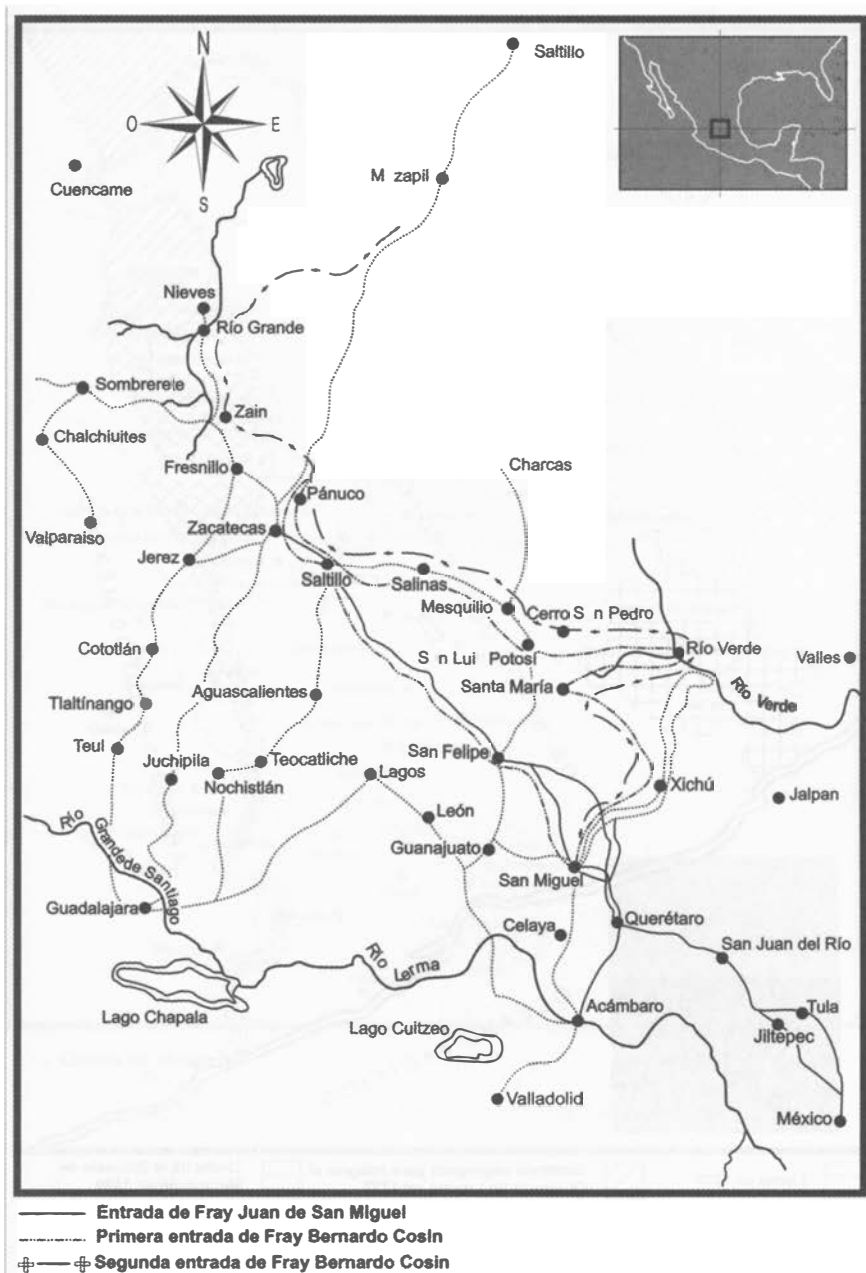 N
Saltillo
O
E
Cuencame
M zapil
S
Nieves
Río Grande
Sombrerete
Zain
Chalchiuites
Fresnillo
Charcas
Pánuco
Valparaiso
Zacatecas
Jerez
Saltillo
Salinas
Mesquilio
Cerro S n Pedro
Cototlán
S n Lui Potosí
Río Verde
Valles
Aguascalientes
Santa María
Río Verde
Tlaltínango
Teul
San Felipe
Juchipila
Teocatliche
Nochistlán
Lagos
Xichú
Jalpan
León
Río Grandede Santiago
Guanajuato
San Miguel
Guadalajara
Celaya
Querétaro
San Juan del Río
Río Lerma
Lago Chapala
Acámbaro
Tula
Lago Cuitzeo
Jiltepec
Valladolid
México
Entrada de Fray Juan de San Miguel
Primera entrada de Fray Bernardo Cosin
Segunda entrada de Fray Bernardo Cosin